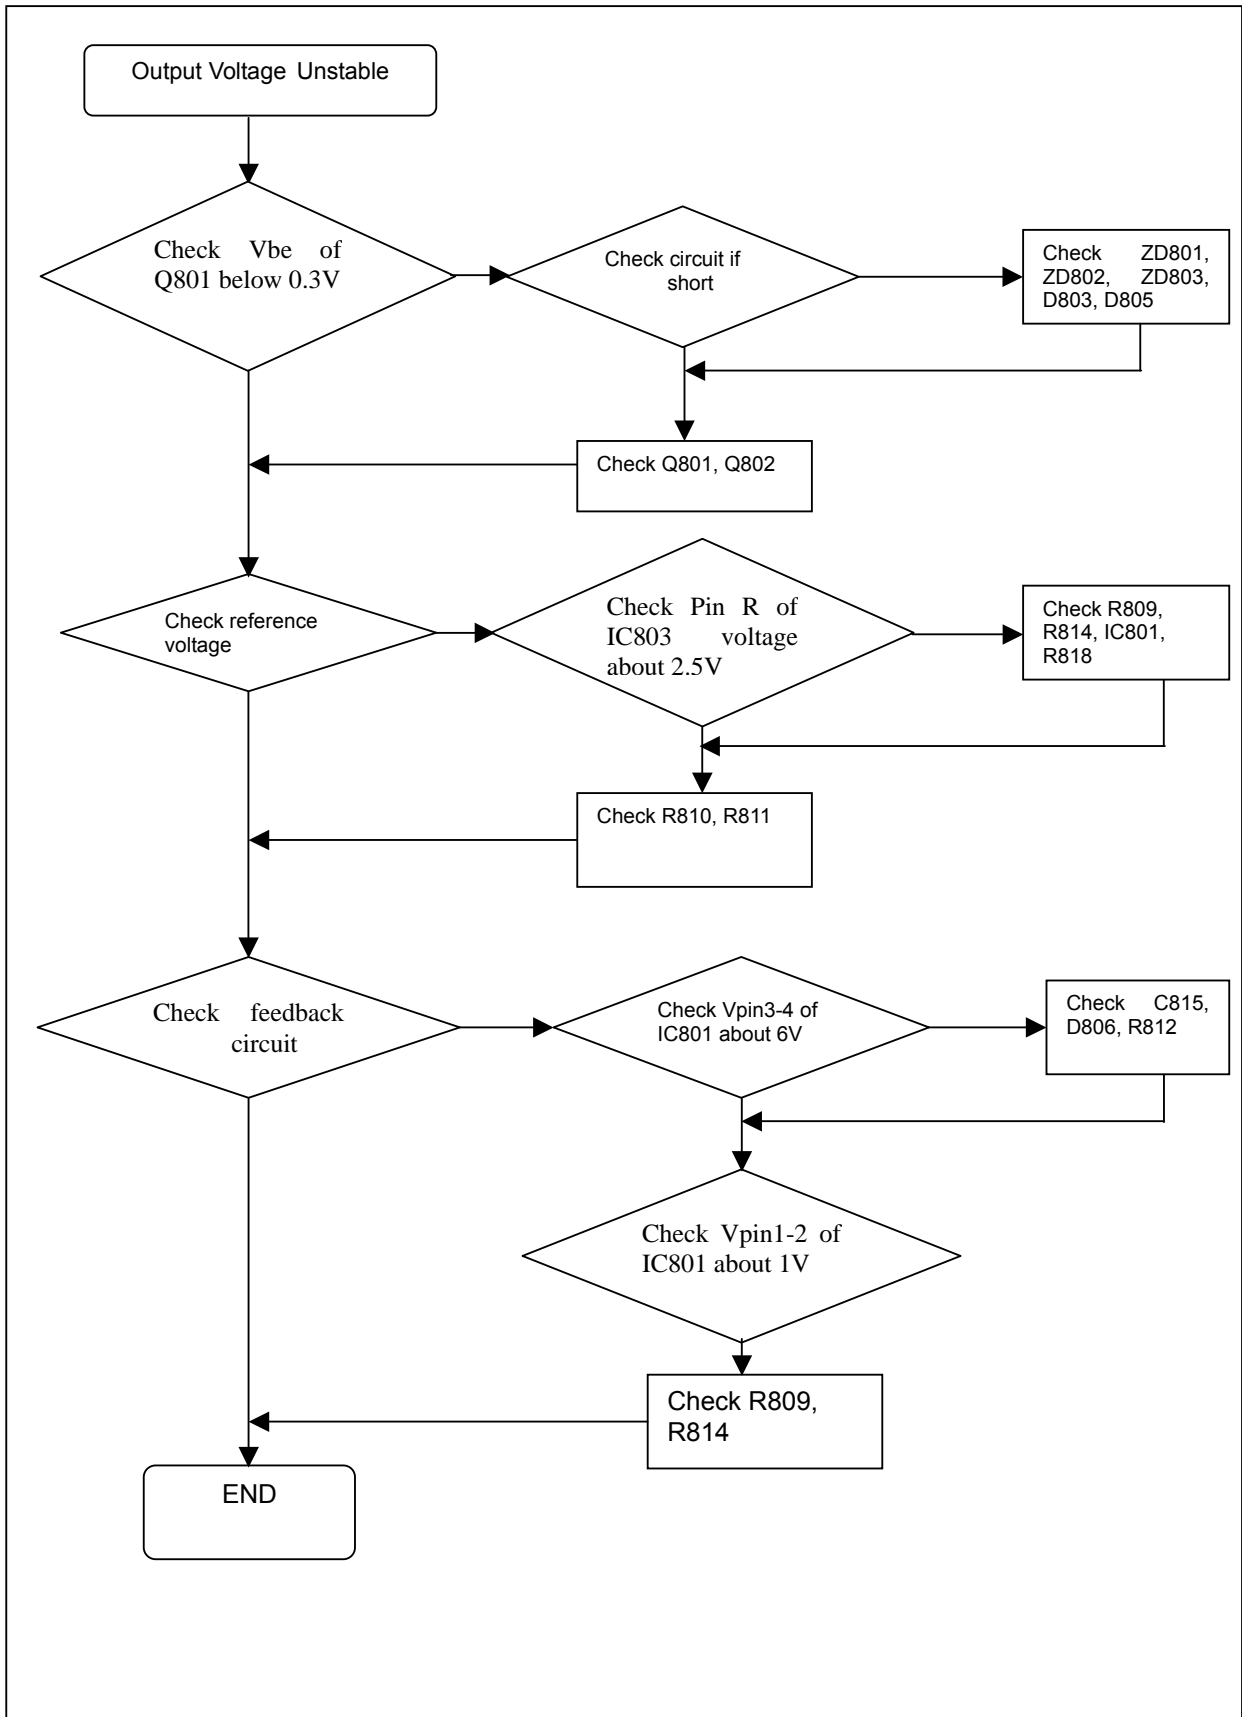 Output Voltage Unstable
Check Vbe of
Q801 below 0.3V
Check circuit if
short
Check ZD801,
ZD802, ZD803,
D803, D805
Check Q801, Q802
Check reference
voltage
Check Pin R of
IC803 voltage
about 2.5V
Check R809,
R814, IC801,
R818
Check R810, R811
Check feedback
circuit
Check Vpin3-4 of
IC801 about 6V
Check C815,
D806, R812
Check Vpin1-2 of
IC801 about 1V
Check R809,
R814
END